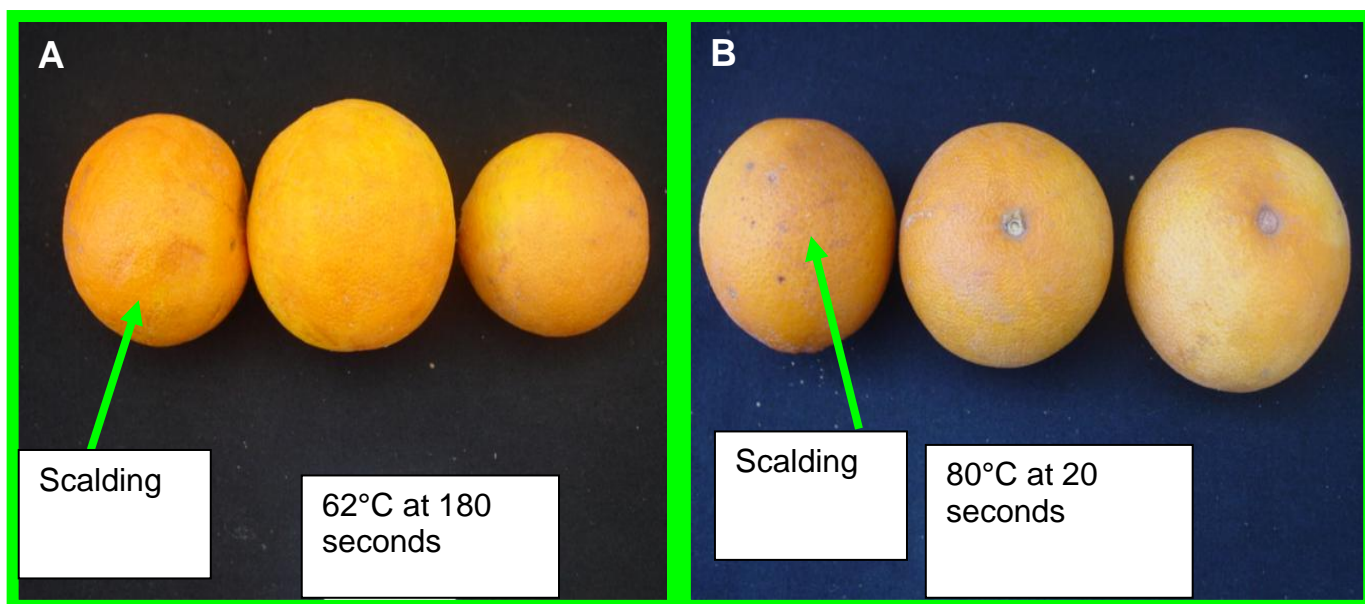 A
B
Scalding
62°C at 180
seconds
Scalding
80°C at 20
seconds